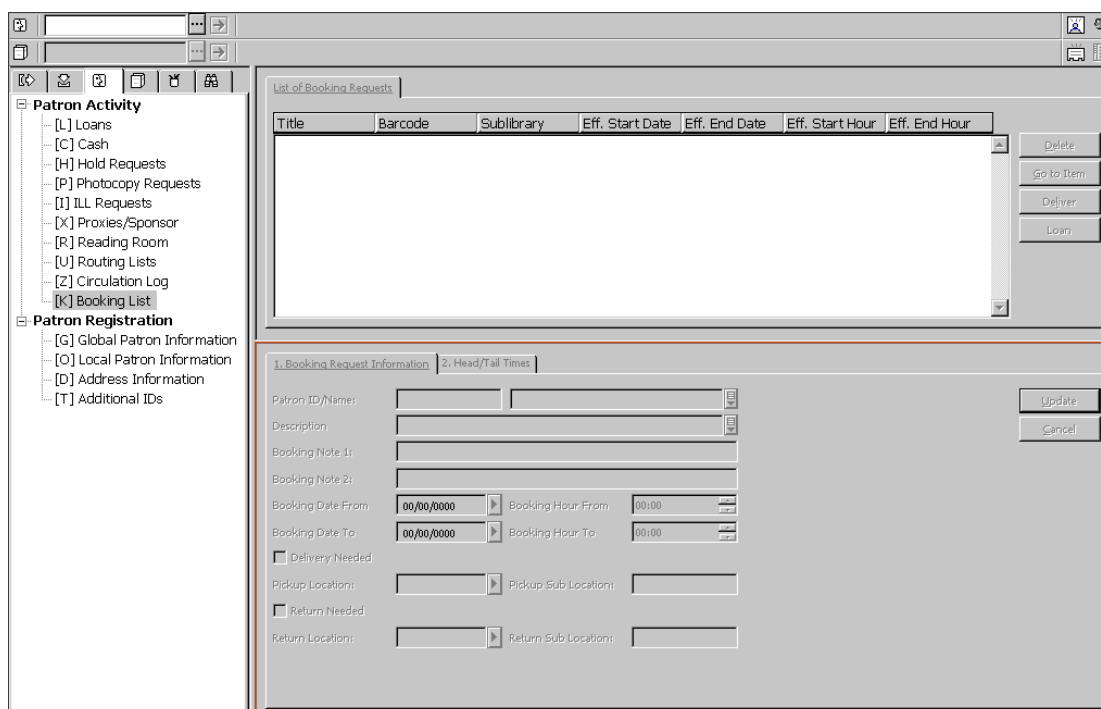 List of Booking Requests
Patron Activity
[L] Loans
[C] Cash
[H] Hold Requests
[P] Photocopy Requests
[I] ILL Requests
[X] Proxies/Sponsor
[R] Reading Room
[U] Routing Lists
[Z] Circulation Log
[K] Booking List
Patron Registration
[G] Global Patron Information
[O] Local Patron Information
[D] Address Information
[T] Additional IDs
Title Barcode Sublibrary Eff. Start Date Eff. End Date Eff. Start Hour Eff. End Hour
Delete
Go to Item
Deliver
Loan
1. Booking Request Information 2. Head/Tail Times
Patron ID/Name:
Description
Booking Note 1:
Booking Note 2:
Booking Date From 00/00/0000 Booking Hour From 00:00
Booking Date To 00/00/0000 Booking Hour To 00:00
Delivery Needed
Pickup Location: Pickup Sub Location:
Return Needed
Return Location: Return Sub Location:
Update
Cancel